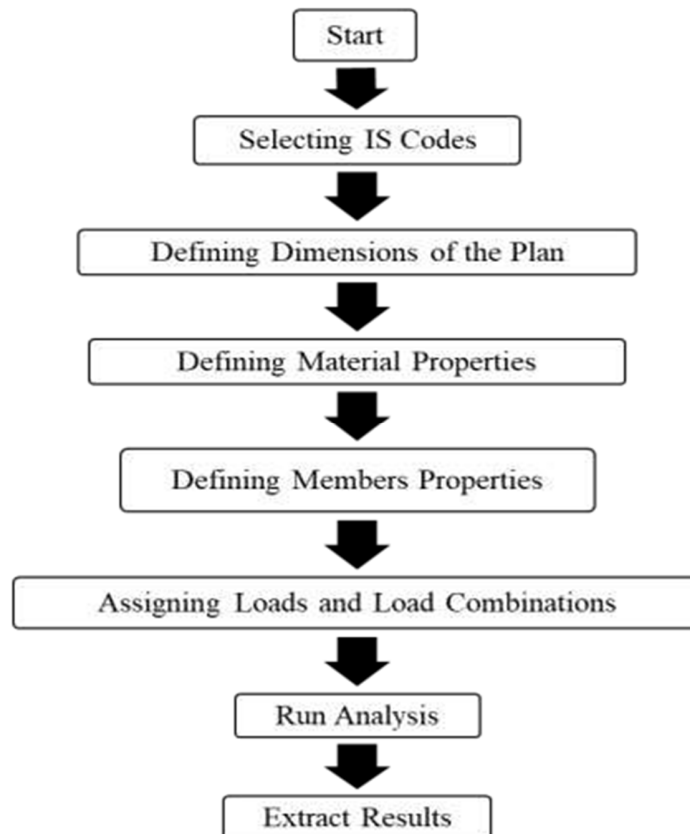 Start
Selecting IS Codes
Defining Dimensions of the Plan
Defining Material Properties
Defining Members Properties
Assigning Loads and Load Combinations
Run Analysis
Extract Results